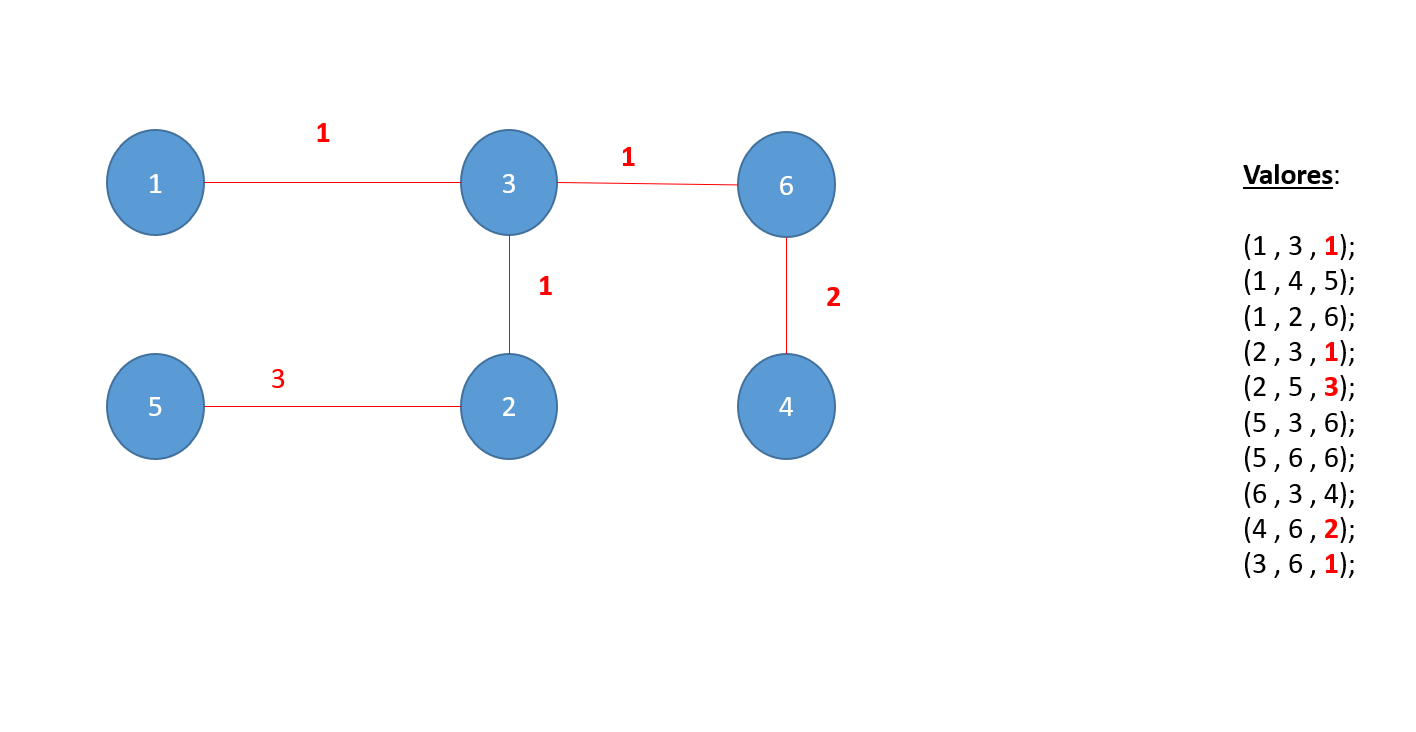 1
1
1
3
6
1
2
3
5
2
4
Valores:
(1 , 3 , 1);
(1 , 4 , 5);
(1 , 2 , 6);
(2 , 3 , 1);
(2 , 5 , 3);
(5 , 3 , 6);
(5 , 6 , 6);
(6 , 3 , 4);
(4 , 6 , 2);
(3 , 6 , 1);